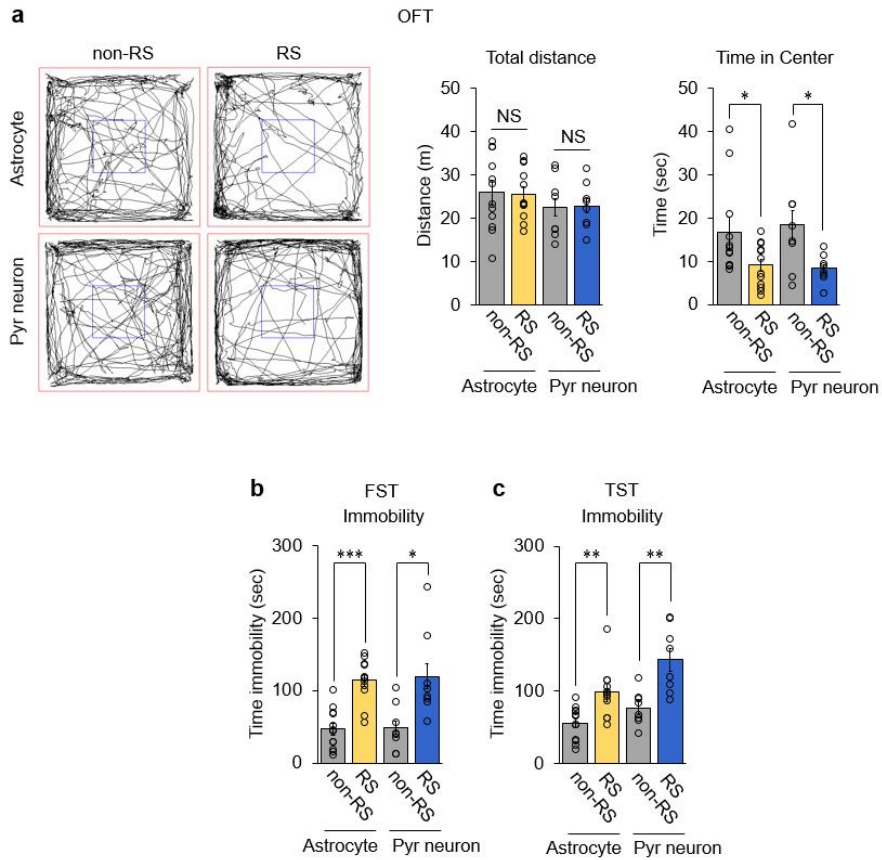 a
OFT
non-RS
RS
Astrocyte
Pyr neuron
Total distance
Distance (m)
50
40
30
20
10
0
NS
NS
non-RS
RS
non-RS
RS
Astrocyte
Pyr neuron
Time in Center
Time (sec)
50
40
30
20
10
0
*
*
non-RS
RS
non-RS
RS
Astrocyte
Pyr neuron
b
FST
Immobility
Time immobility (sec)
300
200
100
0
***
*
non-RS
RS
non-RS
RS
Astrocyte
Pyr neuron
c
TST
Immobility
Time immobility (sec)
300
200
100
0
**
**
non-RS
RS
non-RS
RS
Astrocyte
Pyr neuron